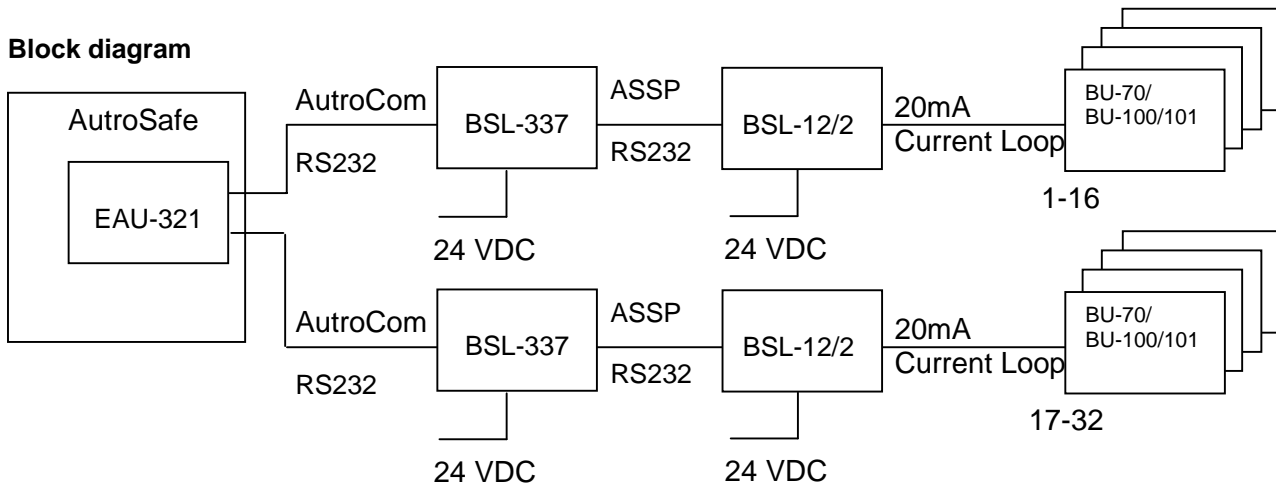 Block diagram
AutroSafe
EAU-321
AutroCom
RS232
BSL-337
24 VDC
ASSP
RS232
BSL-12/2
24 VDC
20mA
Current Loop
BU-70/
BU-100/101
1-16
AutroCom
RS232
BSL-337
24 VDC
ASSP
RS232
BSL-12/2
24 VDC
20mA
Current Loop
BU-70/
BU-100/101
17-32